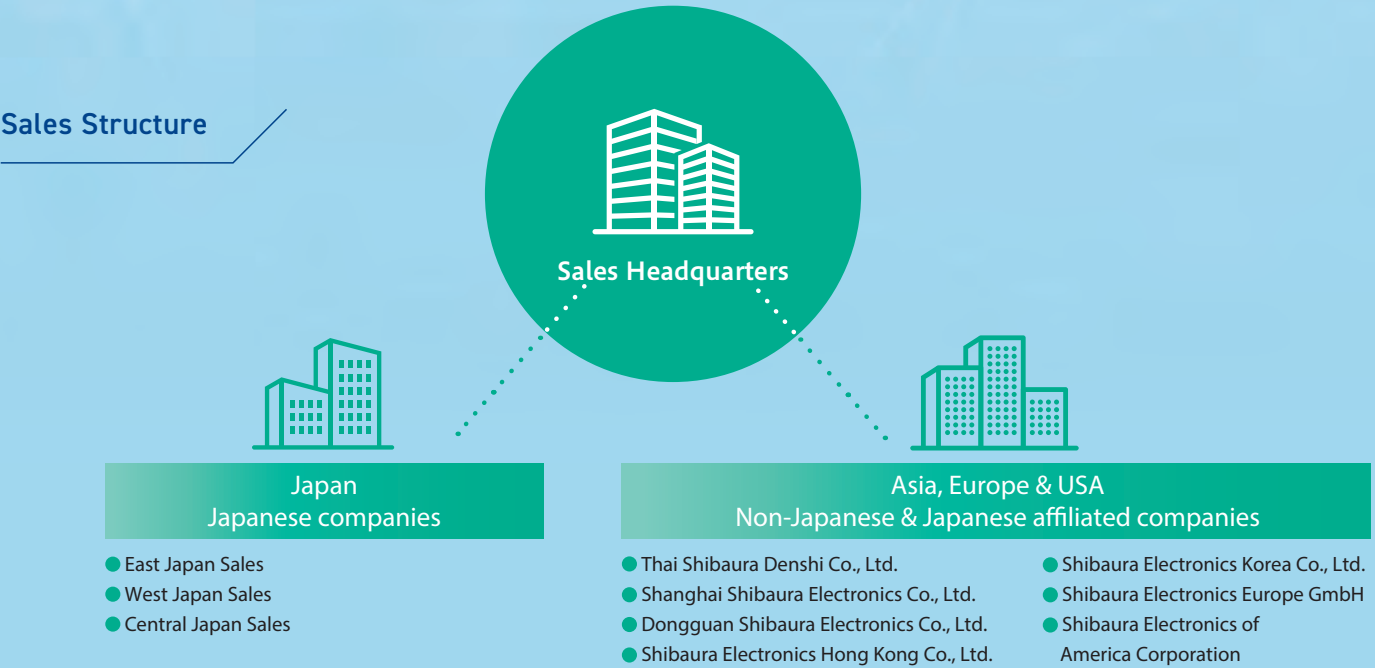 Sales Structure
Sales Headquarters
Japan
Japanese companies
East Japan Sales
West Japan Sales
Central Japan Sales
Asia, Europe & USA
Non-Japanese & Japanese affiliated companies
Thai Shibaura Denshi Co., Ltd.
Shanghai Shibaura Electronics Co., Ltd.
Dongguan Shibaura Electronics Co., Ltd.
Shibaura Electronics Hong Kong Co., Ltd.
Shibaura Electronics Korea Co., Ltd.
Shibaura Electronics Europe GmbH
Shibaura Electronics of
America Corporation